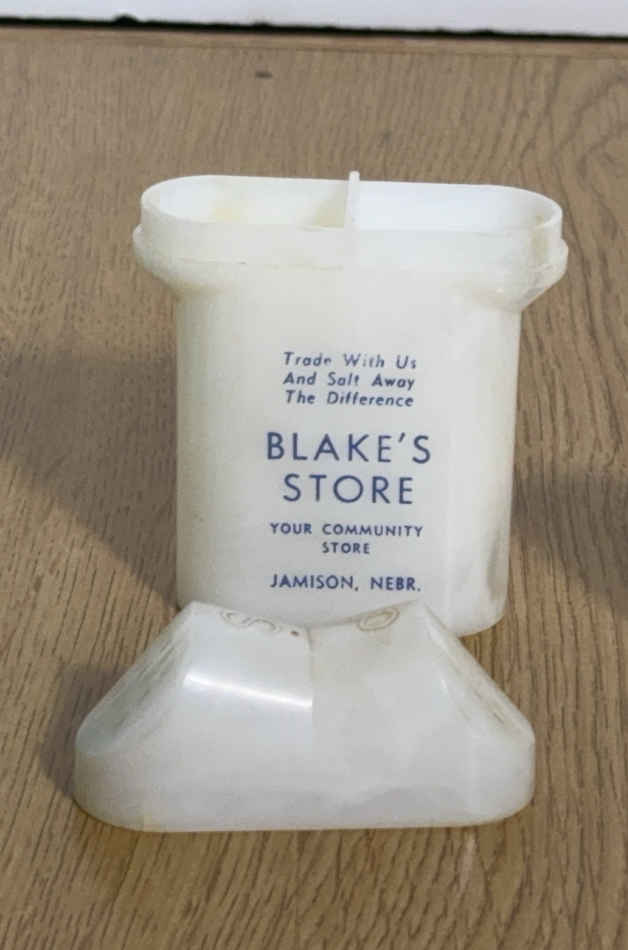 Trade With Us
And Salt Away
The Difference
BLAKE'S
STORE
YOUR COMMUNITY
STORE
JAMISON, NEBR.